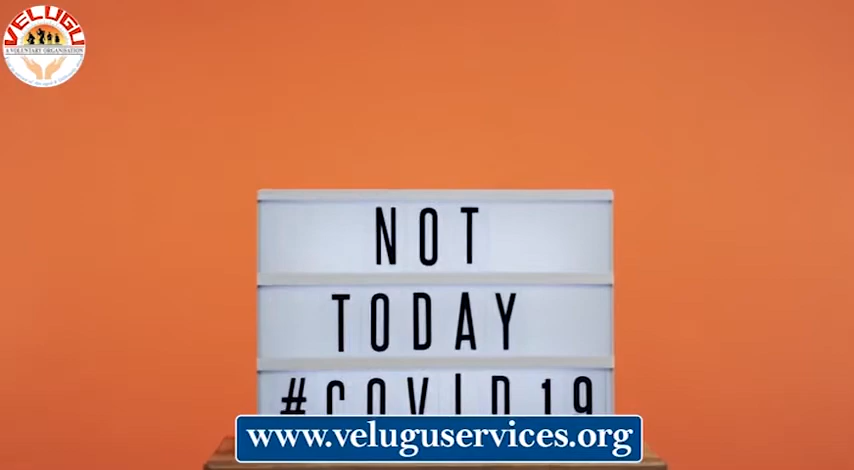 VELUGU
A VOLUNTARY ORGANISATION
NOT
TODAY
#COVID19
www.veluguservices.org